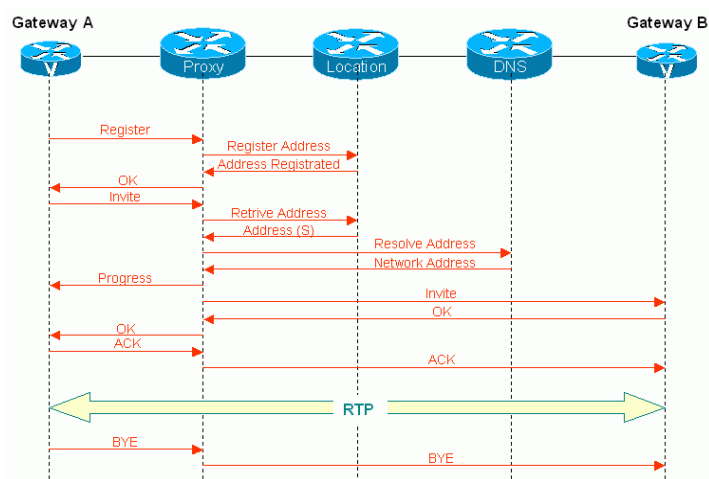 Gateway A
Gateway B
Proxy
Location
DNS
V
V
Register
Register Address
Address Registrated
OK
Invite
Retrive Address
Address (S)
Resolve Address
Network Address
Progress
Invite
OK
OK
ACK
ACK
RTP
BYE
BYE